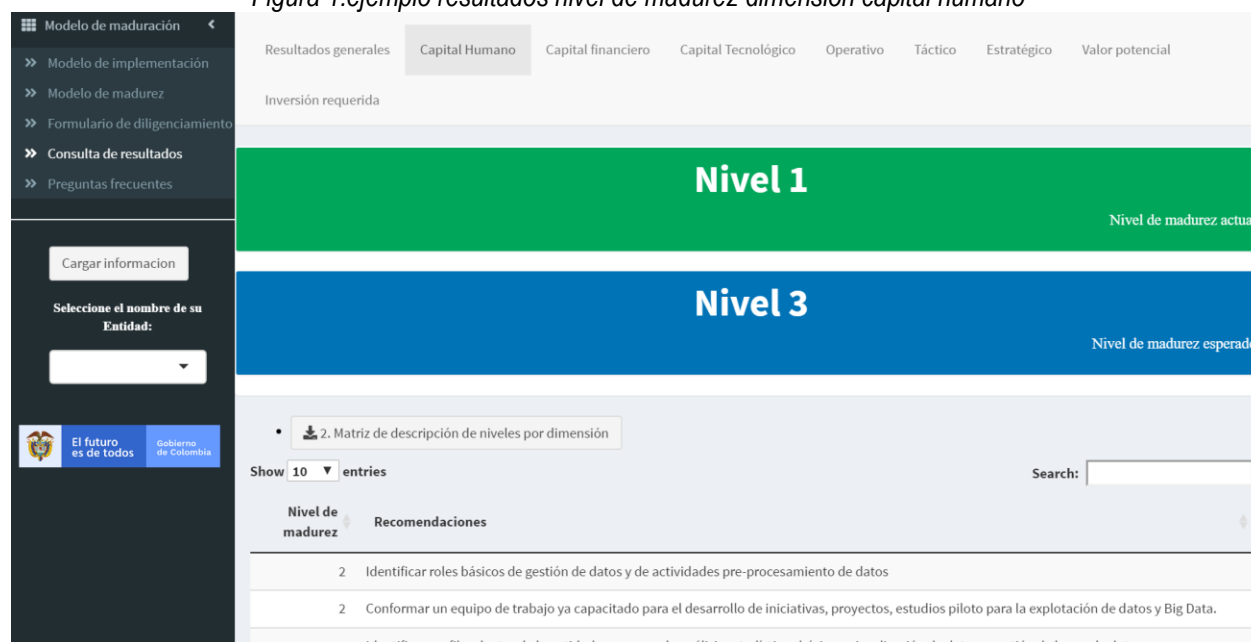 Figura 1.ejemplo resultados nivel de madurez dimensión capital humano
Modelo de maduración
Modelo de implementación
Modelo de madurez
Formulario de diligenciamiento
Consulta de resultados
Preguntas frecuentes
Cargar informacion
Seleccione el nombre de su
Entidad:
El futuro
es de todos
Gobierno
de Colombia
Resultados generales Capital Humano Capital financiero Capital Tecnológico Operativo Táctico Estratégico Valor potencial
Inversión requerida
Nivel 1
Nivel de madurez actua
Nivel 3
Nivel de madurez esperad
2. Matriz de descripción de niveles por dimensión
Show 10 entries
Search:
Nivel de
madurez
Recomendaciones
2 Identificar roles básicos de gestión de datos y de actividades pre-procesamiento de datos
2 Conformar un equipo de trabajo ya capacitado para el desarrollo de iniciativas, proyectos, estudios piloto para la explotación de datos y Big Data.